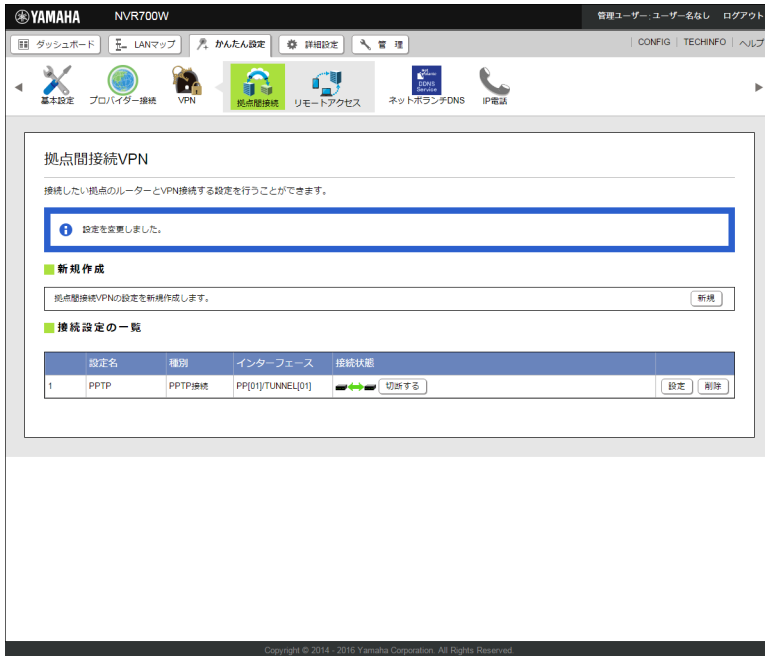 YAMAHA NVR700W 管理ユーザー:ユーザー名なし ログアウト
ダッシュボード LANマップ かんたん設定 詳細設定 管 理 CONFIG TECHINFO ヘルプ
基本設定 プロバイダー接続 VPN 拠点間接続 リモートアクセス DDNS Service ネットボランチDNS IP電話
拠点間接続VPN
接続したい拠点のルーターとVPN接続する設定を行うことができます。
設定を変更しました。
新規作成
拠点間接続VPNの設定を新規作成します。 新規
接続設定の一覧
設定名 種別 インターフェース 接続状態
1 PPTP PPTP接続 PP[01]/TUNNEL[01] 切断する 設定 削除
Copyright © 2014 - 2016 Yamaha Corporation. All Rights Reserved.